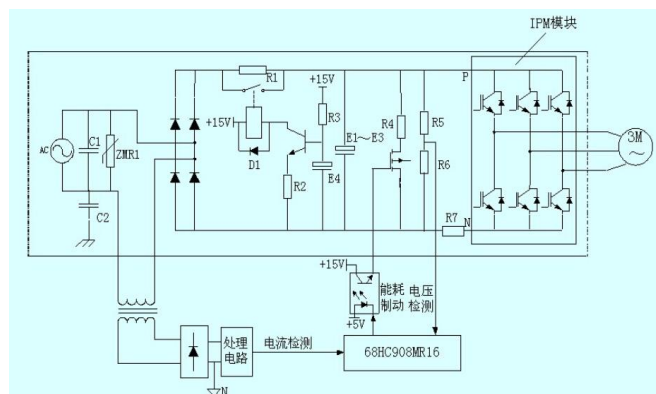 IPM模块
R1
+15V
P
R3
R4
R5
+15V
E1～E3
C1
ZMR1
AC
D1
R6
3M
R2
E4
C2
R7
N
+15V
能耗
制动
电压
检测
+5V
处理
电路
电流检测
68HC908MR16
N